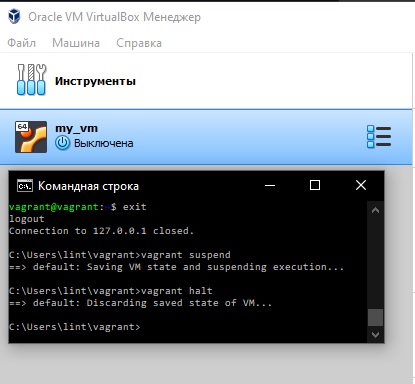 Oracle VM VirtualBox Менеджер
Файл Машина Справка
Инструменты
64
my_vm
Выключена
C:\.
Командная строка
vagrant@vagrant:~$ exit
logout
Connection to 127.0.0.1 closed.
C:\Users\lint\vagrant>vagrant suspend
==> default: Saving VM state and suspending execution...
C:\Users\lint\vagrant>vagrant halt
==> default: Discarding saved state of VM...
C:\Users\lint\vagrant>